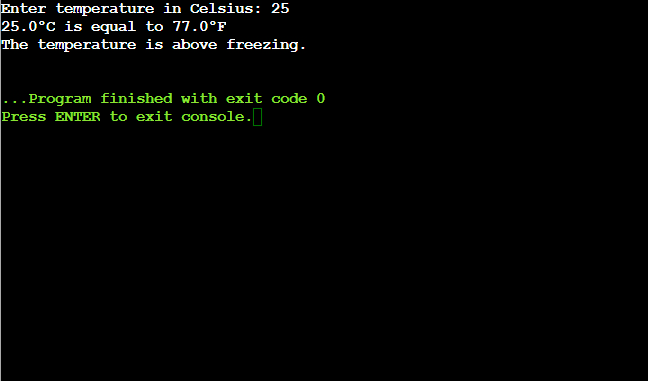 Enter temperature in Celsius: 25
25.0°C is equal to 77.0°F
The temperature is above freezing.
...Program finished with exit code 0
Press ENTER to exit console.